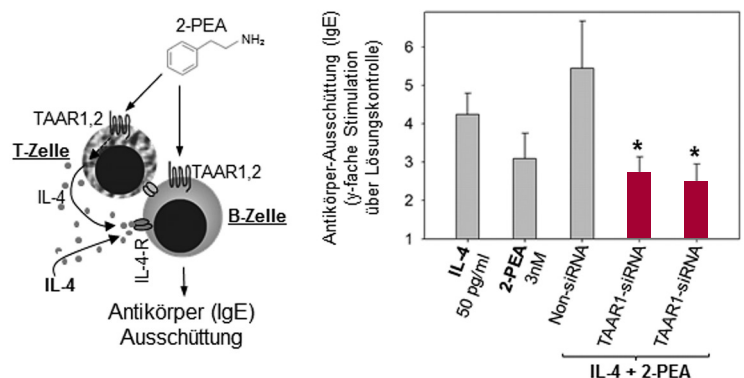 2-PEA
NH₂
TAAR1,2
T-Zelle
TAAR1,2
IL-4
B-Zelle
IL-4-R
IL-4
Antikörper (IgE)
Ausschüttung
Antikörper-Ausschüttung (IgE)
(y-fache Stimulation
über Lösungskontrolle)
6
5
4
3
2
1
* *
IL-4
50 pg/ml
2-PEA
3nM
Non-siRNA
TAAR1-siRNA
TAAR1-siRNA
IL-4 + 2-PEA